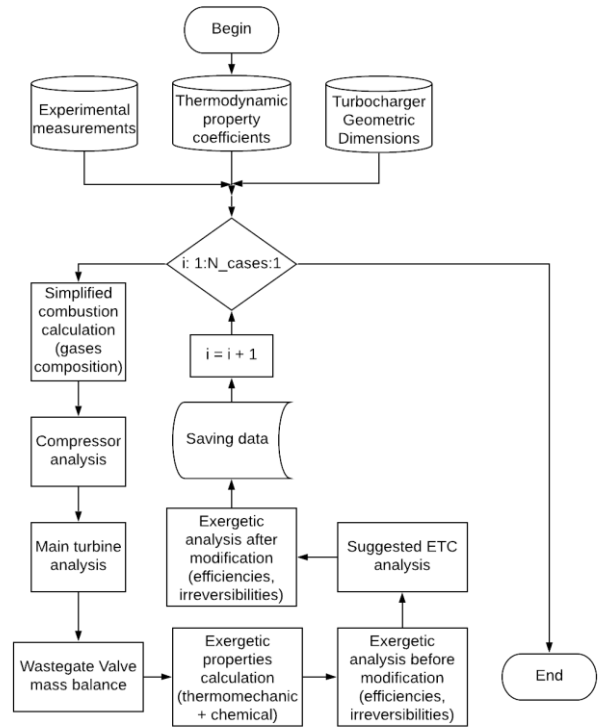 Begin
Experimental
measurements
Thermodynamic
property
coefficients
Turbocharger
Geometric
Dimensions
i: 1:N_cases:1
Simplified
combustion
calculation
(gases
composition)
i = i + 1
Compressor
analysis
Saving data
Main turbine
analysis
Exergetic
analysis after
modification
(efficiencies,
irreversibilities)
Suggested ETC
analysis
Wastegate Valve
mass balance
Exergetic
properties
calculation
(thermomechanic
+ chemical)
Exergetic
analysis before
modification
(efficiencies,
irreversibilities)
End